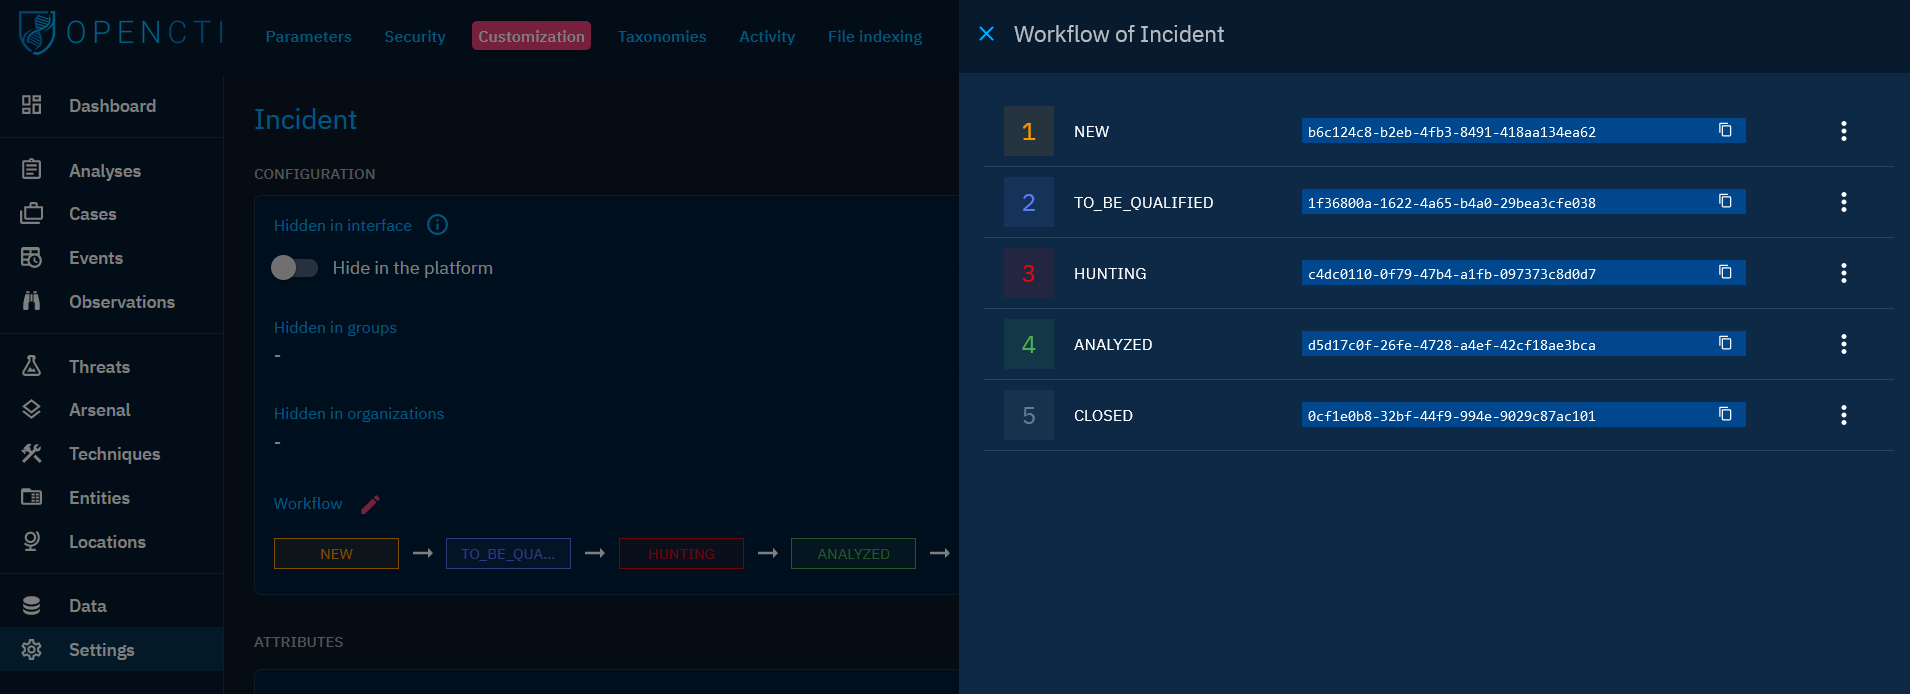 OPENCTI
Parameters Security Customization Taxonomies Activity File indexing
Dashboard
Analyses
Cases
Events
Observations
Threats
Arsenal
Techniques
Entities
Locations
Data
Settings
Incident
CONFIGURATION
Hidden in interface
Hide in the platform
Hidden in groups
-
Hidden in organizations
-
Workflow
NEW TO_BE_QUA... HUNTING ANALYZED
ATTRIBUTES
Workflow of Incident
1 NEW b6c124c8-b2eb-4fb3-8491-418aa134ea62
2 TO_BE_QUALIFIED 1f36800a-1622-4a65-b4a0-29bea3cfe038
3 HUNTING c4dc0110-0f79-47b4-a1fb-097373c8d0d7
4 ANALYZED d5d17c0f-26fe-4728-a4ef-42cf18ae3bca
5 CLOSED 0cf1e0b8-32bf-44f9-994e-9029c87ac101